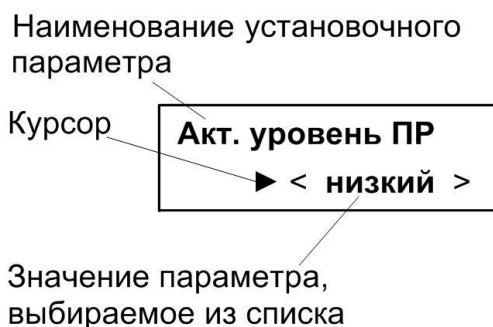 Наименование установочного
параметра
Курсор
Акт. уровень ПР
► < низкий >
Значение параметра,
выбираемое из списка